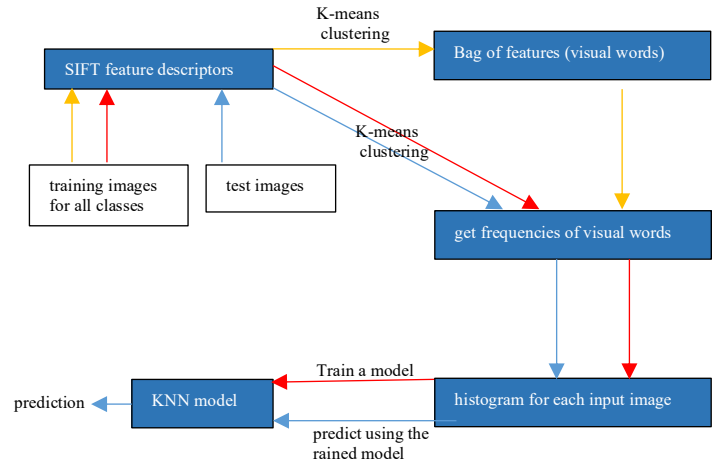 K-means
clustering
SIFT feature descriptors
Bag of features (visual words)
K-means
clustering
training images
for all classes
test images
get frequencies of visual words
Train a model
prediction
KNN model
histogram for each input image
predict using the
rained model